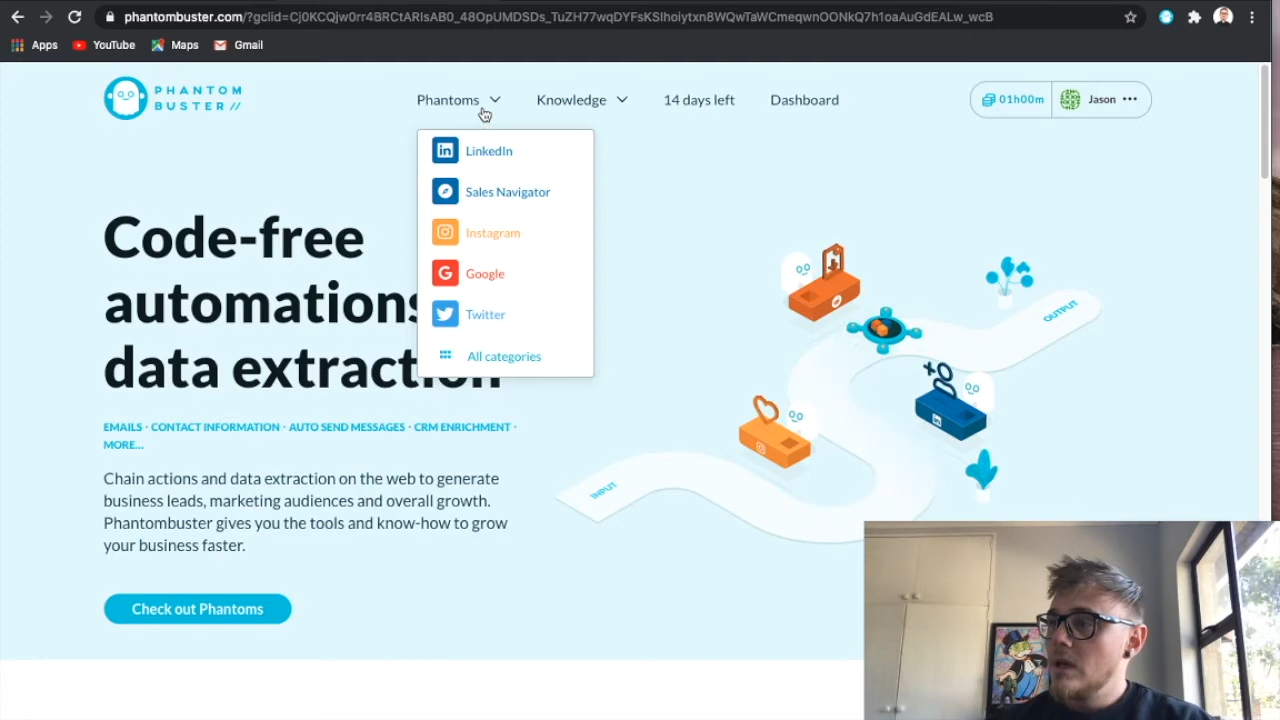 phantombuster.com/?gclid=Cj0KCQjw0rr4BRCtARIsAB0_48OpUMDSDs_TuZH77wqDYFsKSIhoiytxn8WQwTaWCmeqwnOONkQ7h1oaAuGdEALw_wcB
Apps YouTube Maps Gmail
PHANTOM
BUSTER //
Phantoms Knowledge 14 days left Dashboard 01h00m Jason •••
LinkedIn
Sales Navigator
Instagram
Google
Twitter
All categories
Code-free
automations
data extraction
EMAILS · CONTACT INFORMATION · AUTO SEND MESSAGES · CRM ENRICHMENT ·
MORE...
Chain actions and data extraction on the web to generate
business leads, marketing audiences and overall growth.
Phantombuster gives you the tools and know-how to grow
your business faster.
Check out Phantoms
INPUT
OUTPUT